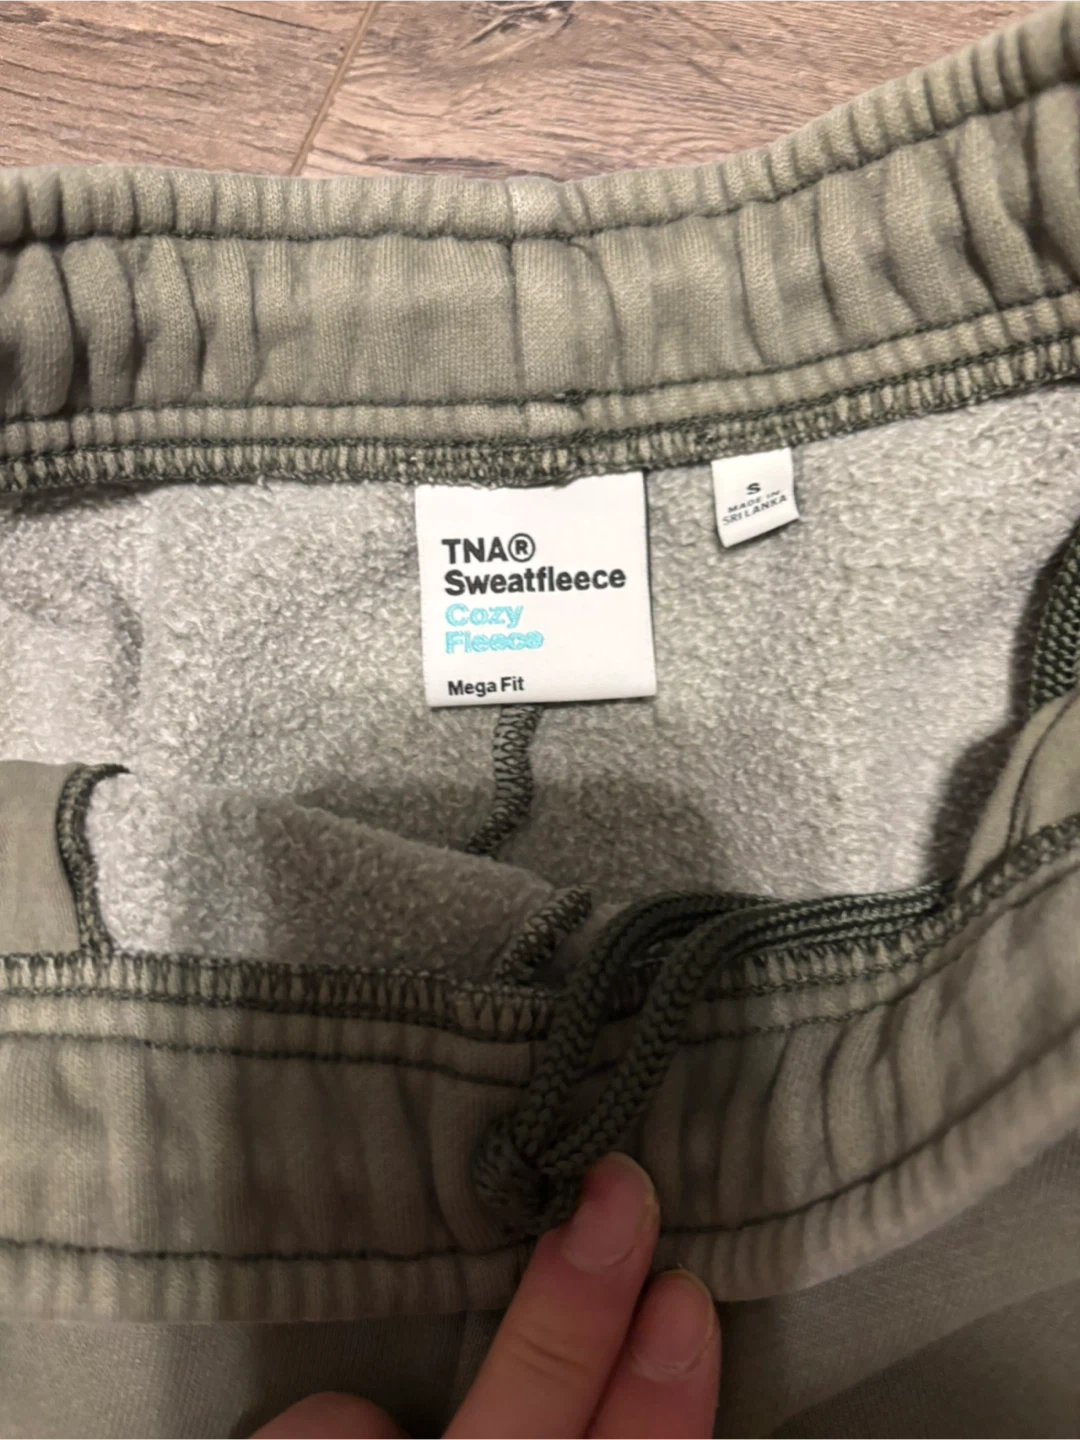 TNA®
Sweatfleece
Cozy
Fleece
Mega Fit
S
MADE IN
SRI LANKA